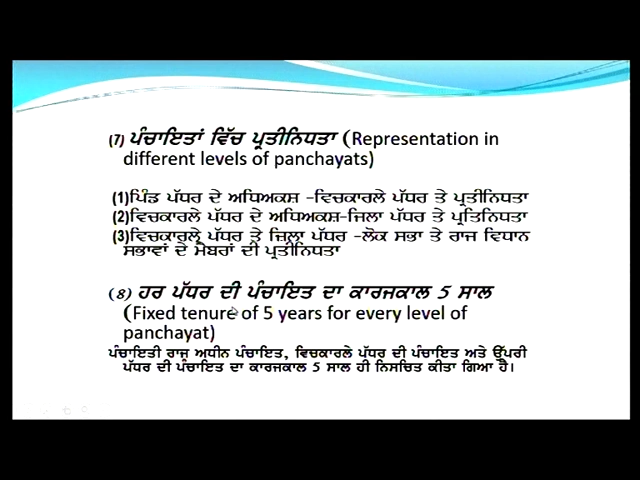 (7) ਪੰਚਾਇਤਾਂ ਵਿੱਚ ਪ੍ਰਤੀਨਿਧਤਾ (Representation in
different levels of panchayats)
(1)ਪਿੰਡ ਪੱਧਰ ਦੇ ਅਧਿਅਕਸ਼ -ਵਿਚਕਾਰਲੇ ਪੱਧਰ ਤੇ ਪ੍ਰਤੀਨਿਧਤਾ
(2)ਵਿਚਕਾਰਲੇ ਪੱਧਰ ਦੇ ਅਧਿਅਕਸ਼-ਜਿਲਾ ਪੱਧਰ ਤੇ ਪ੍ਰਤਿਨਿਧਤਾ
(3)ਵਿਚਕਾਰਲੇ ਪੱਧਰ ਤੇ ਜ਼ਿਲਾ ਪੱਧਰ -ਲੋਕ ਸਭਾ ਤੇ ਰਾਜ ਵਿਧਾਨ
ਸਭਾਵਾਂ ਦੇ ਮੈਂਬਰਾਂ ਦੀ ਪ੍ਰਤੀਨਿਧਤਾ
(8) ਹਰ ਪੱਧਰ ਦੀ ਪੰਚਾਇਤ ਦਾ ਕਾਰਜਕਾਲ 5 ਸਾਲ
(Fixed tenure of 5 years for every level of
panchayat)
ਪੰਚਾਇਤੀ ਰਾਜ ਅਧੀਨ ਪੰਚਾਇਤ, ਵਿਚਕਾਰਲੇ ਪੱਧਰ ਦੀ ਪੰਚਾਇਤ ਅਤੇ ਉੱਪਰੀ
ਪੱਧਰ ਦੀ ਪੰਚਾਇਤ ਦਾ ਕਾਰਜਕਾਲ 5 ਸਾਲ ਹੀ ਨਿਸਚਿਤ ਕੀਤਾ ਗਿਆ ਹੈ।